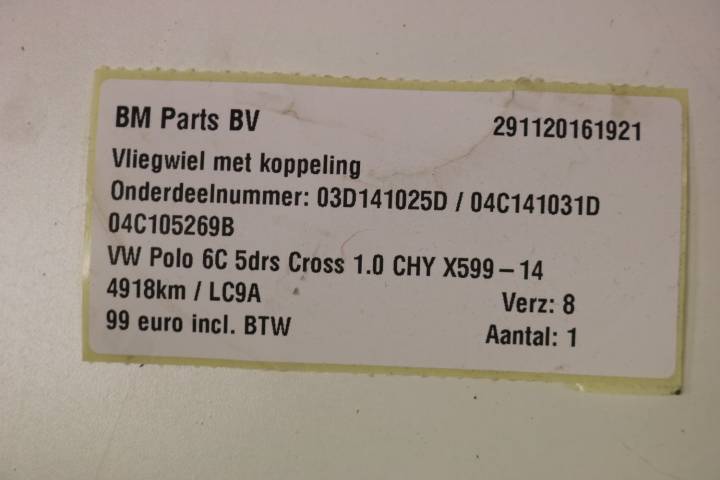 BM Parts BV 291120161921
Vliegwiel met koppeling
Onderdeelnummer: 03D141025D / 04C141031D
04C105269B
VW Polo 6C 5drs Cross 1.0 CHY X599-14
4918km / LC9A Verz: 8
99 euro incl. BTW Aantal: 1